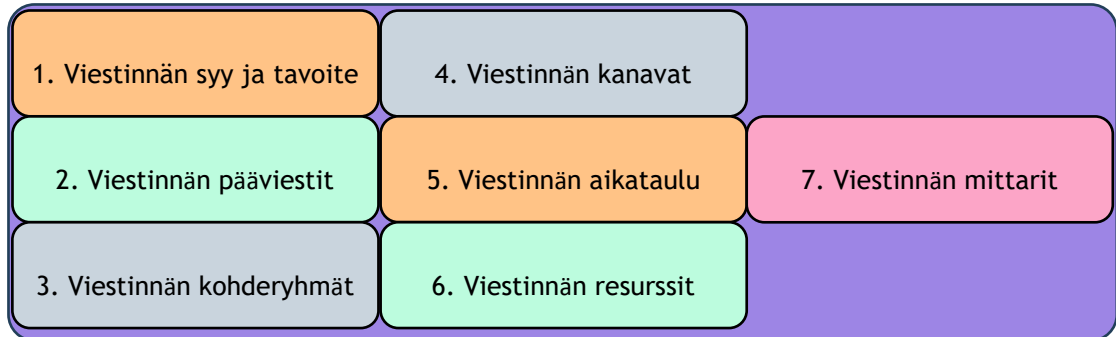 1. Viestinnän syy ja tavoite
2. Viestinnän pääviestit
3. Viestinnän kohderyhmät
4. Viestinnän kanavat
5. Viestinnän aikataulu
6. Viestinnän resurssit
7. Viestinnän mittarit